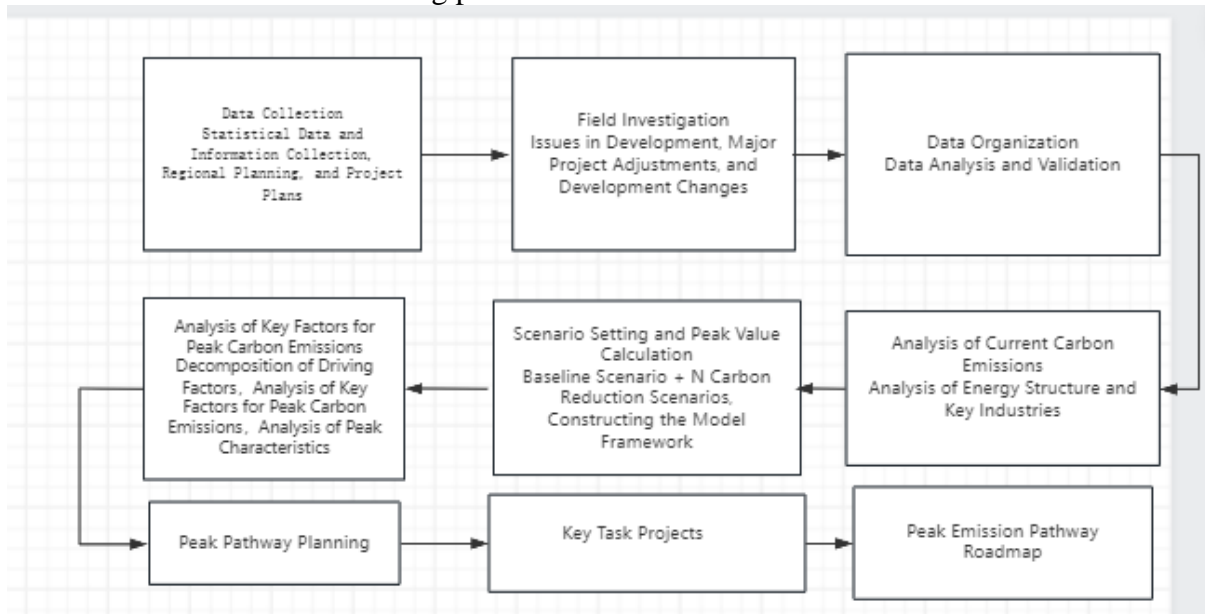 Data Collection
Statistical Data and
Information Collection,
Regional Planning, and Project
Plans
Field Investigation
Issues in Development, Major
Project Adjustments, and
Development Changes
Data Organization
Data Analysis and Validation
Analysis of Key Factors for
Peak Carbon Emissions
Decomposition of Driving
Factors, Analysis of Key
Factors for Peak Carbon
Emissions, Analysis of Peak
Characteristics
Scenario Setting and Peak Value
Calculation
Baseline Scenario + N Carbon
Reduction Scenarios,
Constructing the Model
Framework
Analysis of Current Carbon
Emissions
Analysis of Energy Structure and
Key Industries
Peak Pathway Planning
Key Task Projects
Peak Emission Pathway
Roadmap